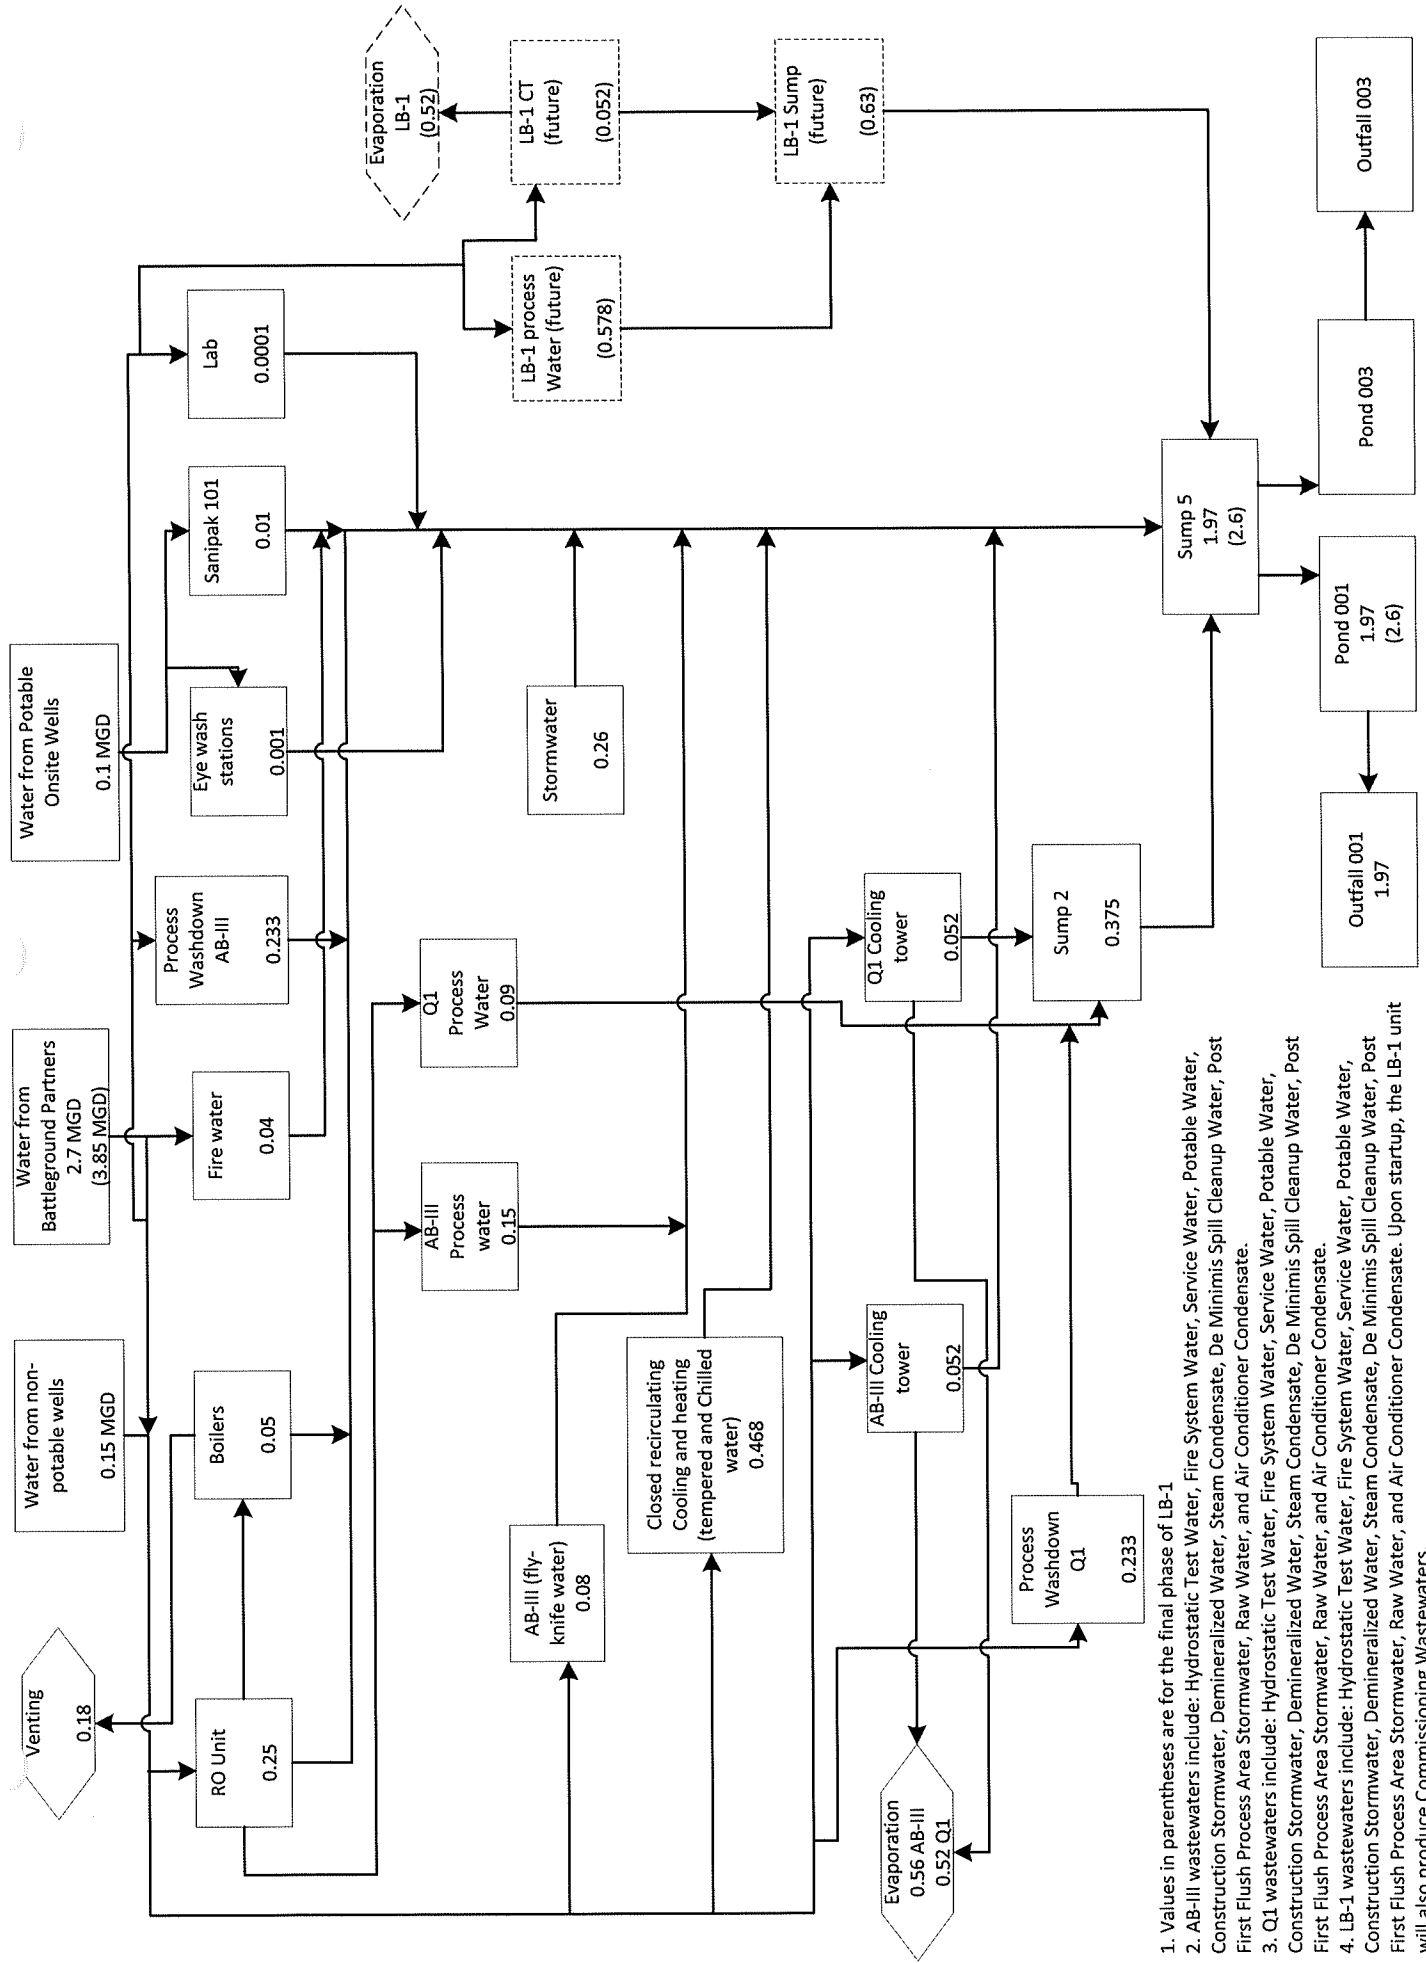 Venting
0.18
Water from non-
potable wells
0.15 MGD
Water from
Battleground Partners
2.7 MGD
(3.85 MGD)
Water from Potable
Onsite Wells
0.1 MGD
RO Unit
0.25
Boilers
0.05
Fire water
0.04
Process
Washdown
AB-III
0.233
Eye wash
stations
0.001
Sanipak 101
0.01
Lab
0.0001
Evaporation
LB-1
(0.52)
AB-III
Process
water
0.15
Q1
Process
Water
0.09
LB-1 process
Water (future)
(0.578)
LB-1 CT
(future)
(0.052)
AB-III (fly-
knife water)
0.08
Stormwater
0.26
Closed recirculating
Cooling and heating
(tempered and Chilled
water)
0.468
LB-1 Sump
(future)
(0.63)
Evaporation
0.56 AB-III
0.52 Q1
AB-III Cooling
tower
0.052
Q1 Cooling
tower
0.052
Process
Washdown
Q1
0.233
Sump 2
0.375
Sump 5
1.97
(2.6)
Outfall 001
1.97
Pond 001
1.97
(2.6)
Pond 003
Outfall 003
1. Values in parentheses are for the final phase of LB-1
2. AB-III wastewaters include: Hydrostatic Test Water, Fire System Water, Service Water, Potable Water,
Construction Stormwater, Demineralized Water, Steam Condensate, De Minimis Spill Cleanup Water, Post
First Flush Process Area Stormwater, Raw Water, and Air Conditioner Condensate.
3. Q1 wastewaters include: Hydrostatic Test Water, Fire System Water, Service Water, Potable Water,
Construction Stormwater, Demineralized Water, Steam Condensate, De Minimis Spill Cleanup Water, Post
First Flush Process Area Stormwater, Raw Water, and Air Conditioner Condensate.
4. LB-1 wastewaters include: Hydrostatic Test Water, Fire System Water, Service Water, Potable Water,
Construction Stormwater, Demineralized Water, Steam Condensate, De Minimis Spill Cleanup Water, Post
First Flush Process Area Stormwater, Raw Water, and Air Conditioner Condensate. Upon startup, the LB-1 unit
will also produce Commissioning Wastewaters.